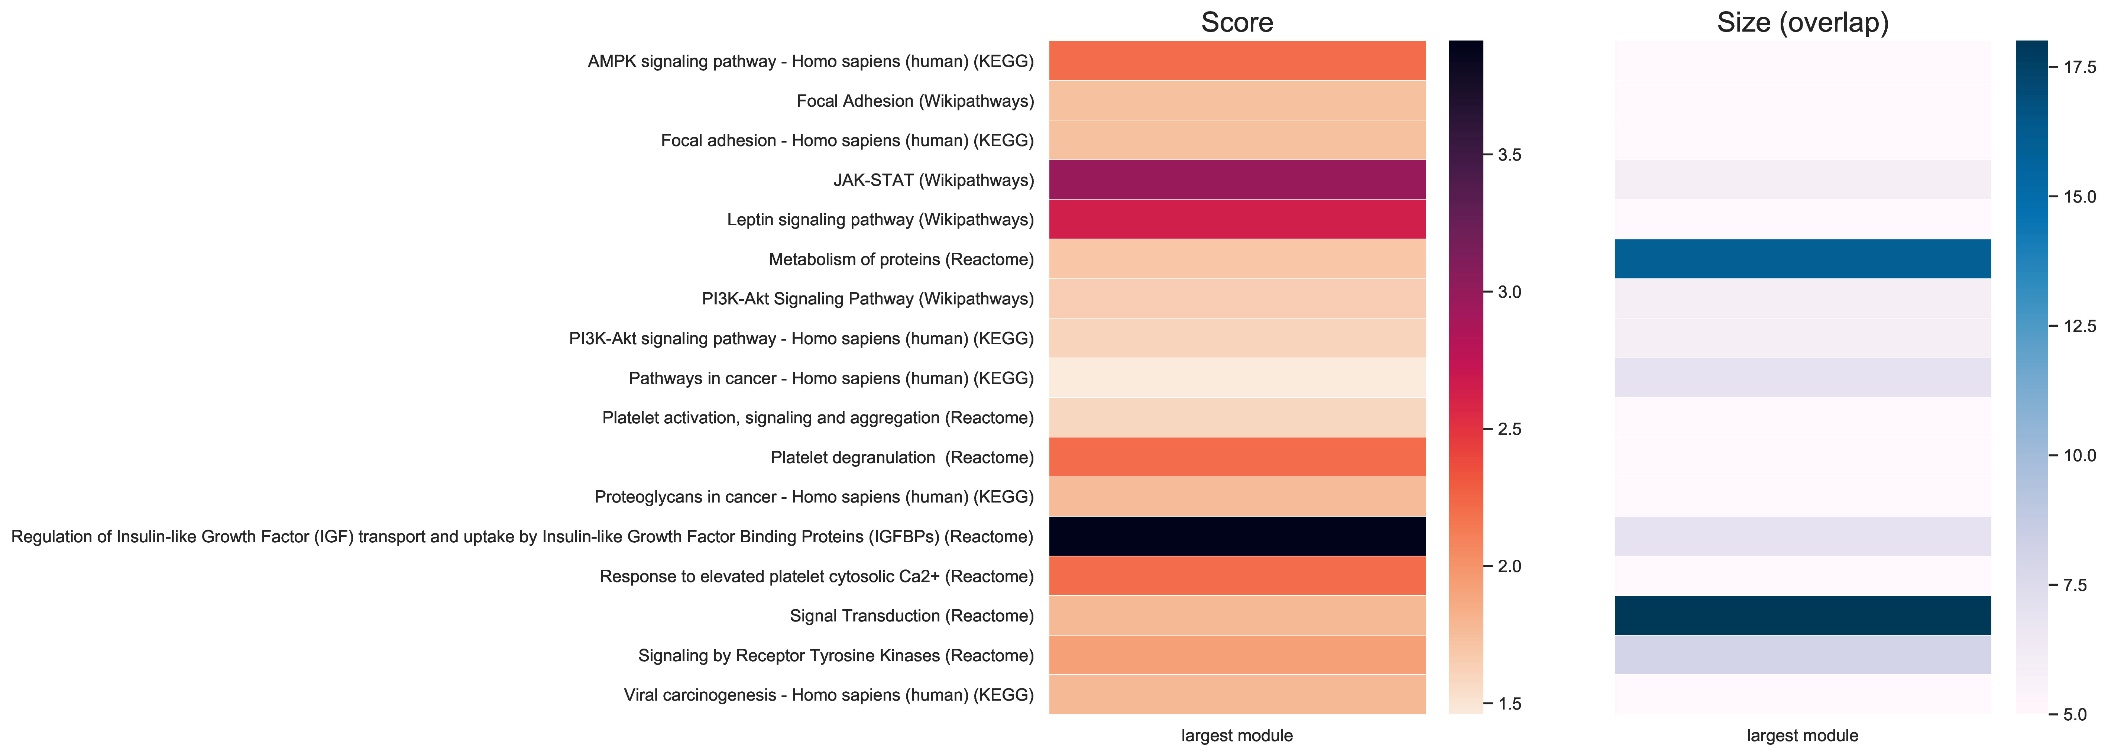 Score
Size (overlap)
AMPK signaling pathway - Homo sapiens (human) (KEGG)
Focal Adhesion (Wikipathways)
Focal adhesion - Homo sapiens (human) (KEGG)
JAK-STAT (Wikipathways)
Leptin signaling pathway (Wikipathways)
Metabolism of proteins (Reactome)
PI3K-Akt Signaling Pathway (Wikipathways)
PI3K-Akt signaling pathway - Homo sapiens (human) (KEGG)
Pathways in cancer - Homo sapiens (human) (KEGG)
Platelet activation, signaling and aggregation (Reactome)
Platelet degranulation  (Reactome)
Proteoglycans in cancer - Homo sapiens (human) (KEGG)
Regulation of Insulin-like Growth Factor (IGF) transport and uptake by Insulin-like Growth Factor Binding Proteins (IGFBPs) (Reactome)
Response to elevated platelet cytosolic Ca2+ (Reactome)
Signal Transduction (Reactome)
Signaling by Receptor Tyrosine Kinases (Reactome)
Viral carcinogenesis - Homo sapiens (human) (KEGG)
largest module
3.5
3.0
2.5
2.0
1.5
largest module
17.5
15.0
12.5
10.0
7.5
5.0